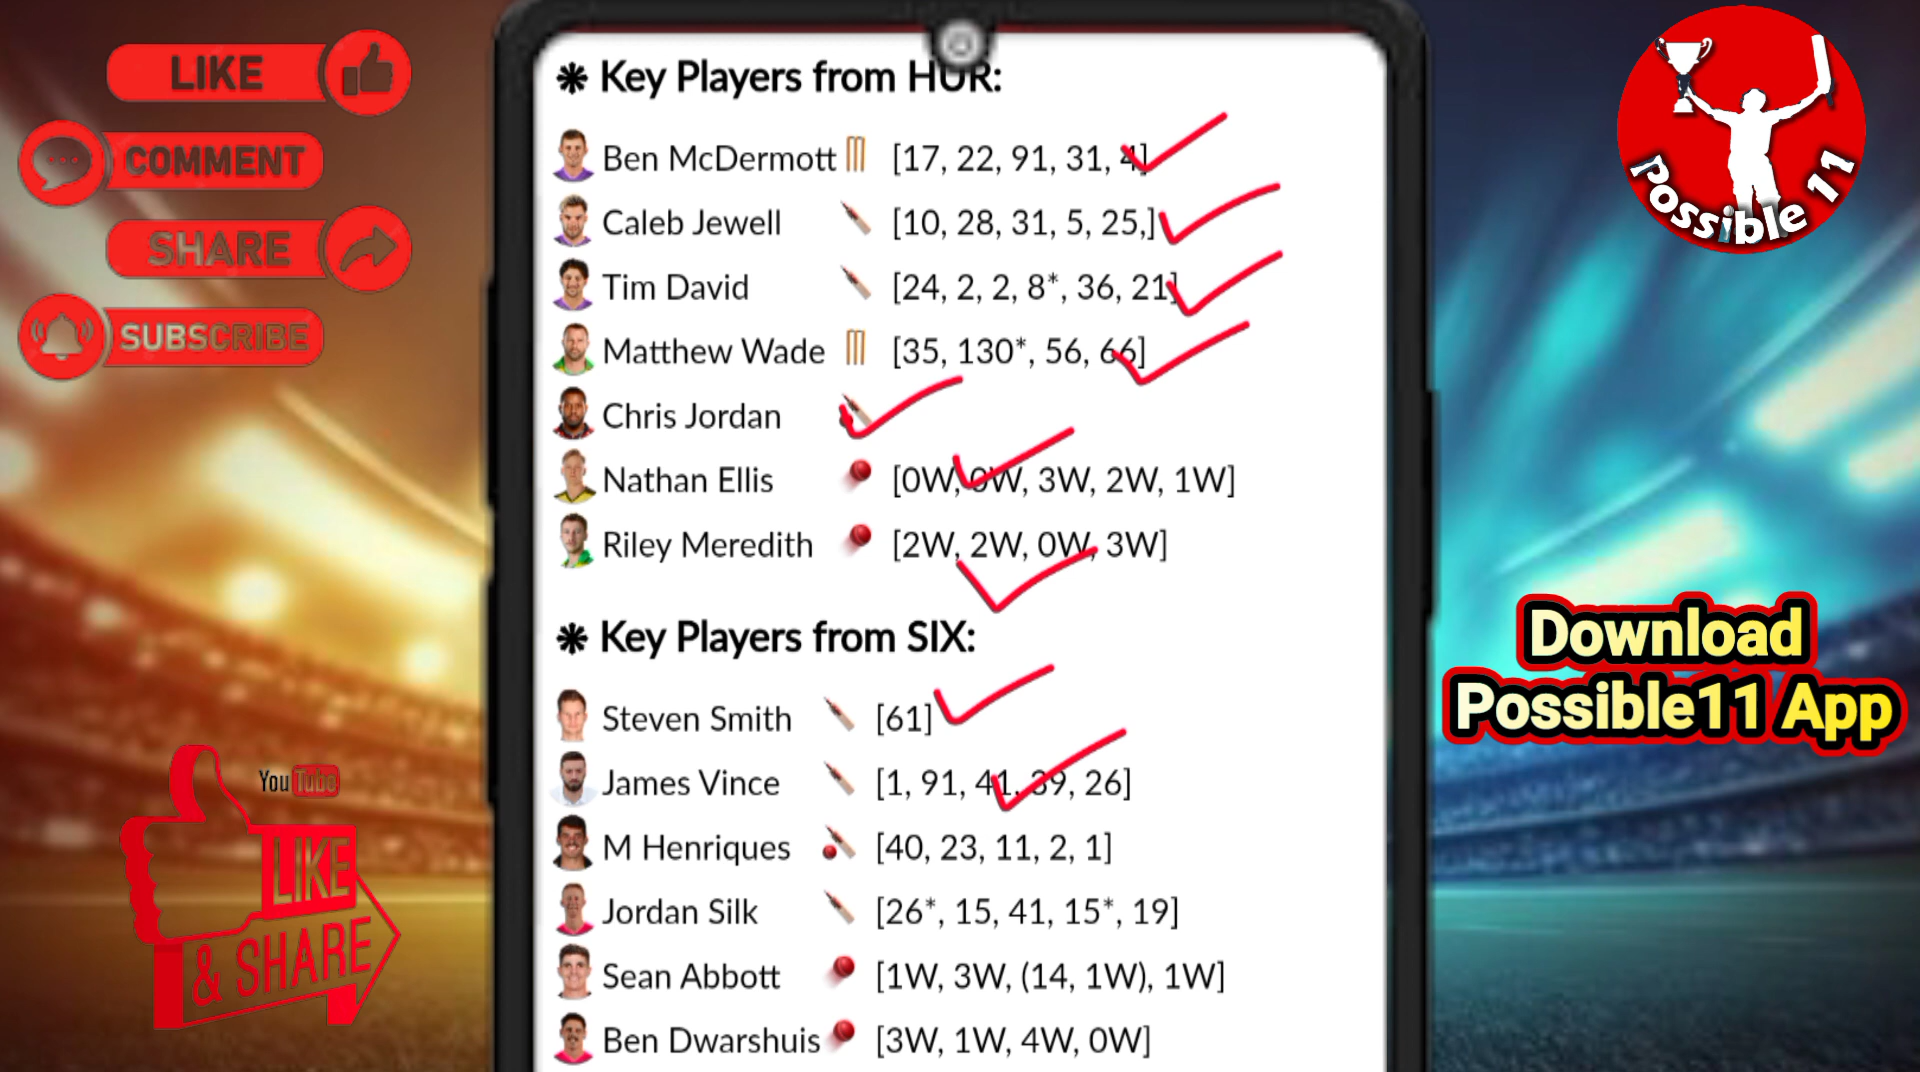 LIKE
COMMENT
SHARE
SUBSCRIBE
Key Players from HUR:
Ben McDermott [17, 22, 91, 31, 4]
Caleb Jewell [10, 28, 31, 5, 25,]
Tim David [24, 2, 2, 8*, 36, 21]
Matthew Wade [35, 130*, 56, 66]
Chris Jordan
Nathan Ellis [0W, 0W, 3W, 2W, 1W]
Riley Meredith [2W, 2W, 0W, 3W]
Key Players from SIX:
Steven Smith [61]
James Vince [1, 91, 41, 39, 26]
M Henriques [40, 23, 11, 2, 1]
Jordan Silk [26*, 15, 41, 15*, 19]
Sean Abbott [1W, 3W, (14, 1W), 1W]
Ben Dwarshuis [3W, 1W, 4W, 0W]
YouTube
LIKE
& SHARE
Possible 11
Download
Possible11 App